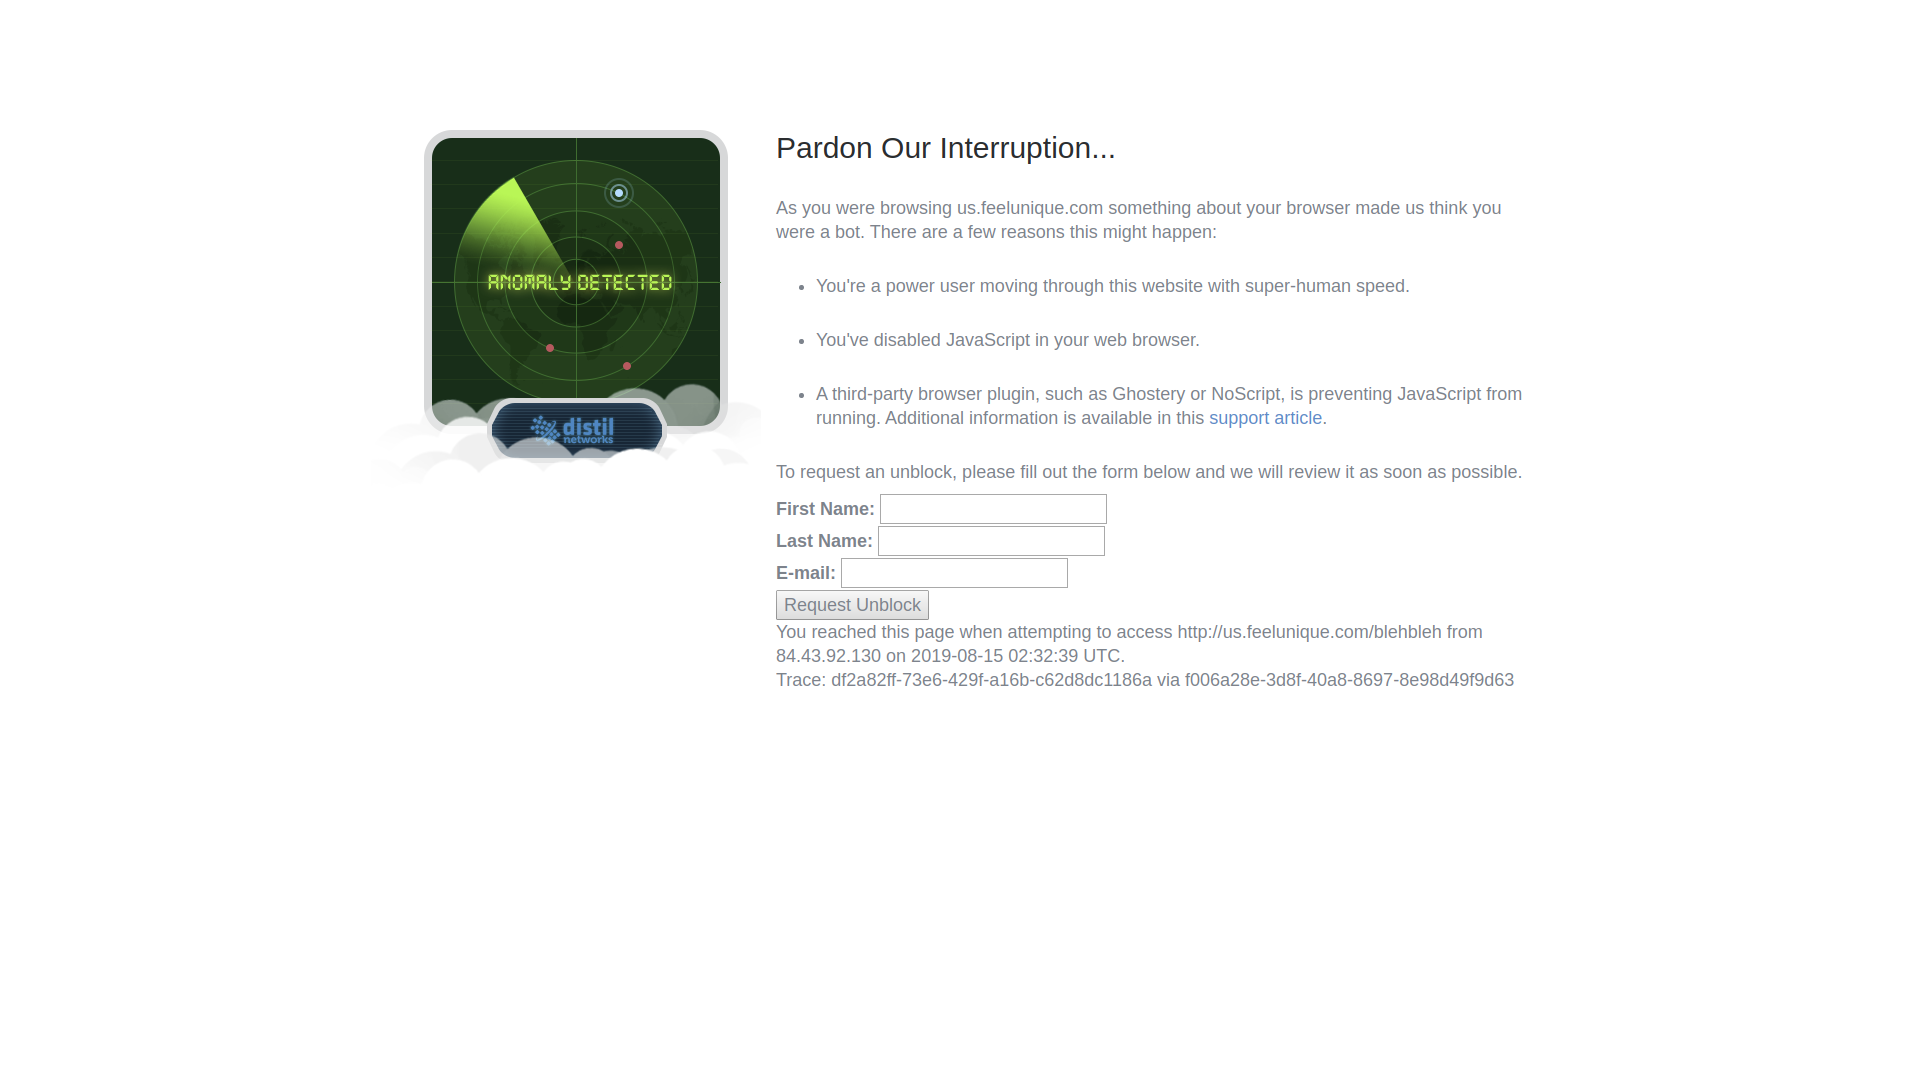 Pardon Our Interruption...
As you were browsing us.feelunique.com something about your browser made us think you
were a bot. There are a few reasons this might happen:
You're a power user moving through this website with super-human speed.
You've disabled JavaScript in your web browser.
A third-party browser plugin, such as Ghostery or NoScript, is preventing JavaScript from
running. Additional information is available in this support article.
To request an unblock, please fill out the form below and we will review it as soon as possible.
First Name:
Last Name:
E-mail:
Request Unblock
You reached this page when attempting to access http://us.feelunique.com/blehbleh from
84.43.92.130 on 2019-08-15 02:32:39 UTC.
Trace: df2a82ff-73e6-429f-a16b-c62d8dc1186a via f006a28e-3d8f-40a8-8697-8e98d49f9d63
ANOMALY DETECTED
distil
networks